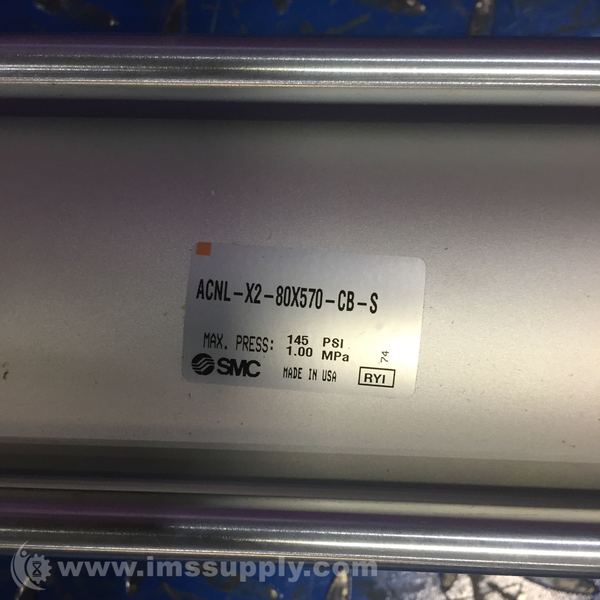 ACNL-X2-80X570-CB-S
MAX. PRESS: 145 PSI
1.00 MPa
74
SMC MADE IN USA RYI
www.imssupply.com